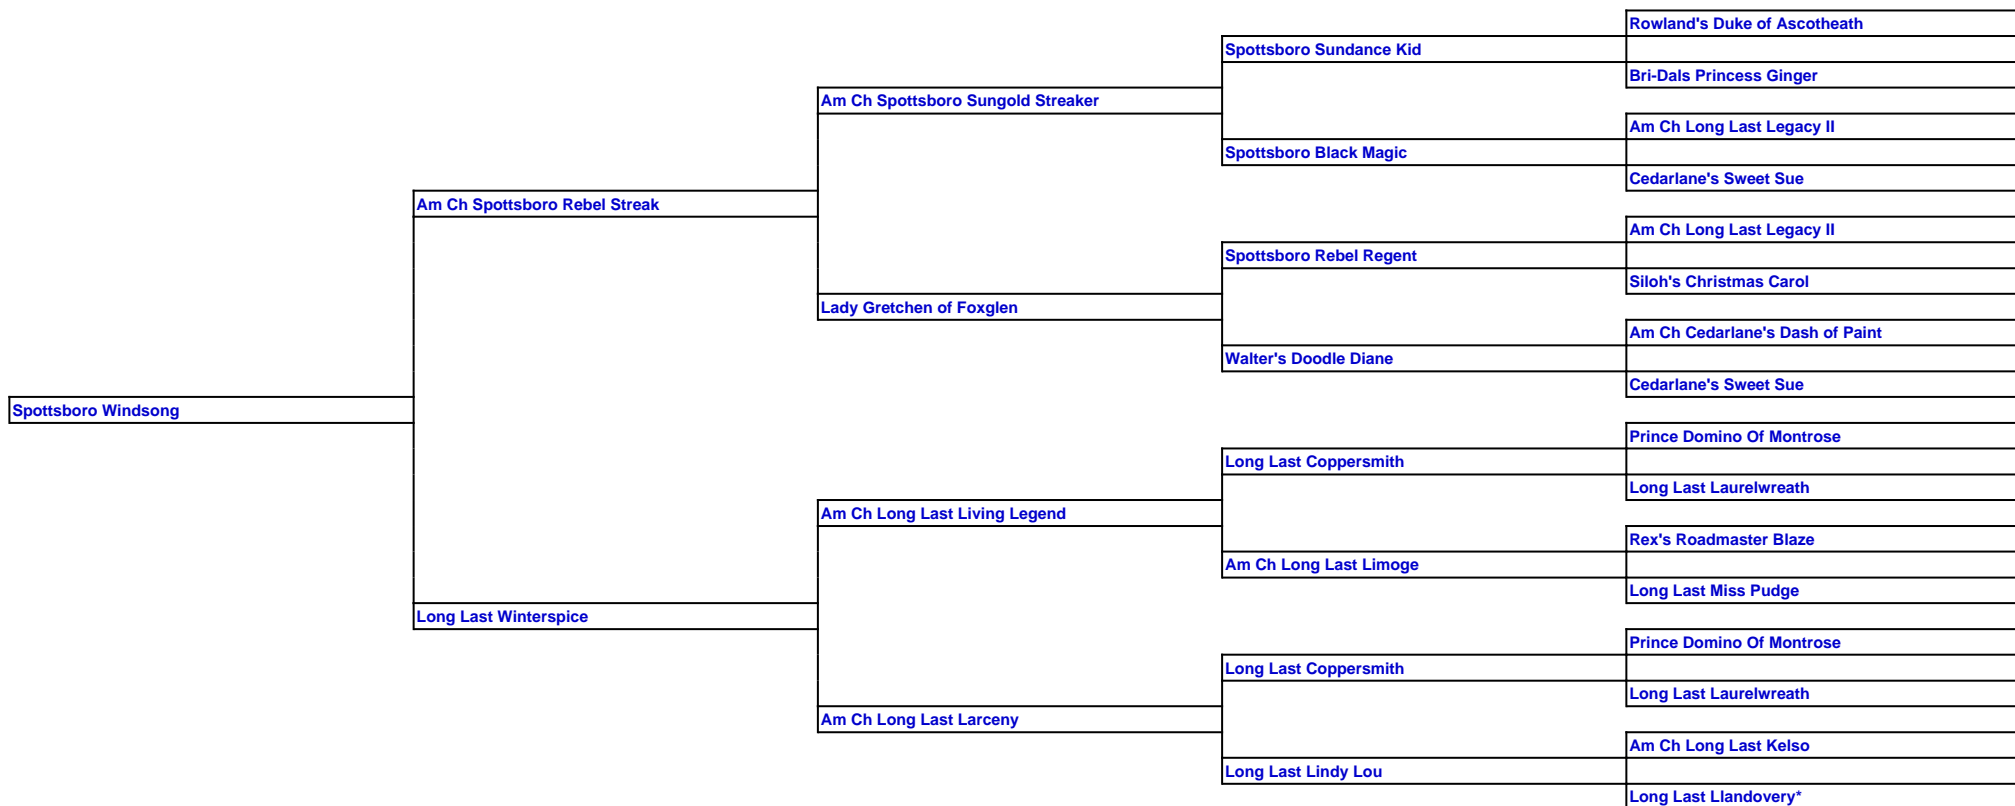 Rowland's Duke of Ascotheath
Spottsboro Sundance Kid
Bri-Dals Princess Ginger
Am Ch Spottsboro Sungold Streaker
Am Ch Long Last Legacy II
Spottsboro Black Magic
Cedarlane's Sweet Sue
Am Ch Spottsboro Rebel Streak
Am Ch Long Last Legacy II
Spottsboro Rebel Regent
Siloh's Christmas Carol
Lady Gretchen of Foxglen
Am Ch Cedarlane's Dash of Paint
Walter's Doodle Diane
Cedarlane's Sweet Sue
Spottsboro Windsong
Prince Domino Of Montrose
Long Last Coppersmith
Long Last Laurelwreath
Am Ch Long Last Living Legend
Rex's Roadmaster Blaze
Am Ch Long Last Limoge
Long Last Miss Pudge
Long Last Winterspice
Prince Domino Of Montrose
Long Last Coppersmith
Long Last Laurelwreath
Am Ch Long Last Larceny
Am Ch Long Last Kelso
Long Last Lindy Lou
Long Last Llandovery*